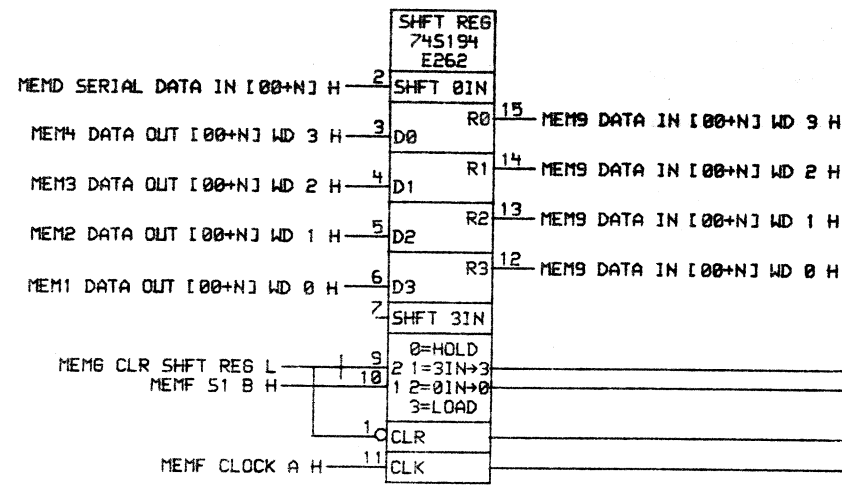 SHFT REG
74S194
E262
MEMD SERIAL DATA IN [00+N] H 2 SHFT 0IN
R0 15 MEM9 DATA IN [00+N] WD 3 H
MEM4 DATA OUT [00+N] WD 3 H 3 D0
R1 14 MEM9 DATA IN [00+N] WD 2 H
MEM3 DATA OUT [00+N] WD 2 H 4 D1
R2 13 MEM9 DATA IN [00+N] WD 1 H
MEM2 DATA OUT [00+N] WD 1 H 5 D2
R3 12 MEM9 DATA IN [00+N] WD 0 H
MEM1 DATA OUT [00+N] WD 0 H 6 D3
7 SHFT 3IN
0=HOLD
MEM6 CLR SHFT REG L 9 2 1=3IN→3
MEMF S1 B H 10 1 2=0IN→0
3=LOAD
1 CLR
MEMF CLOCK A H 11 CLK